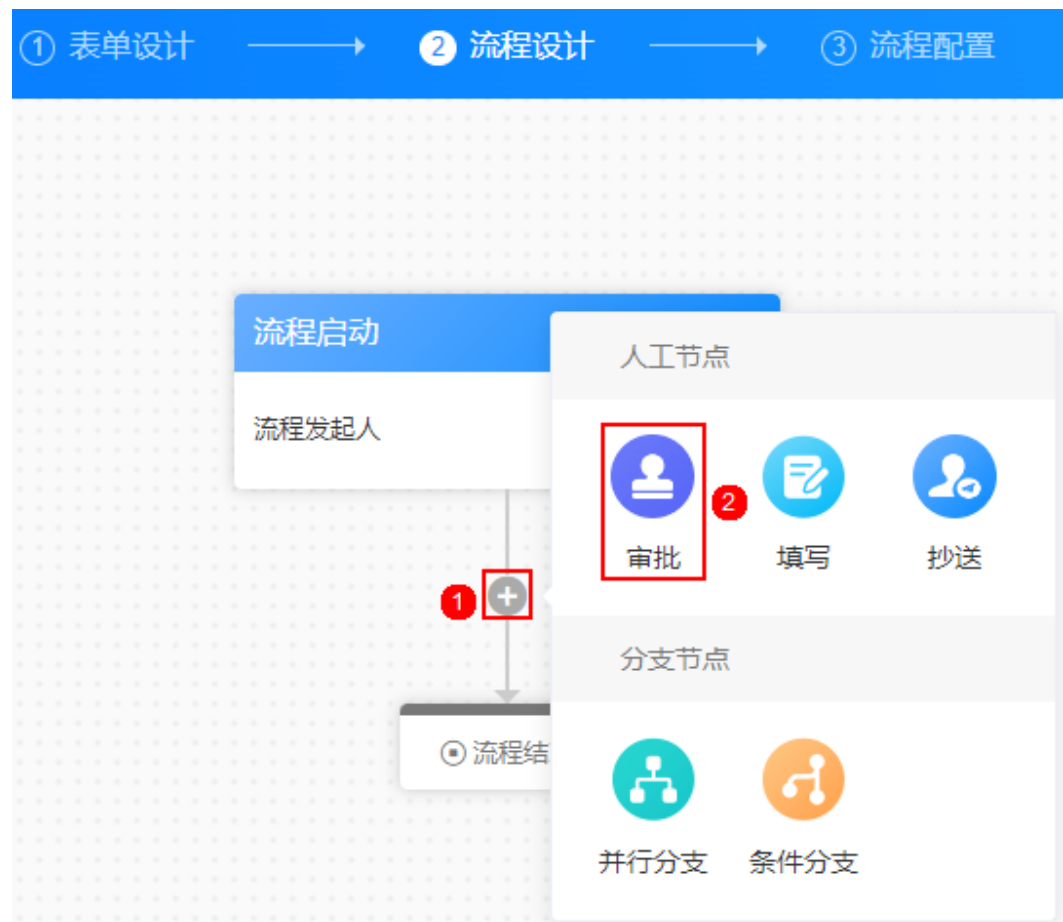 ① 表单设计 ② 流程设计 ③ 流程配置
流程启动
人工节点
流程发起人
2
审批 填写 抄送
1
分支节点
流程结
并行分支 条件分支